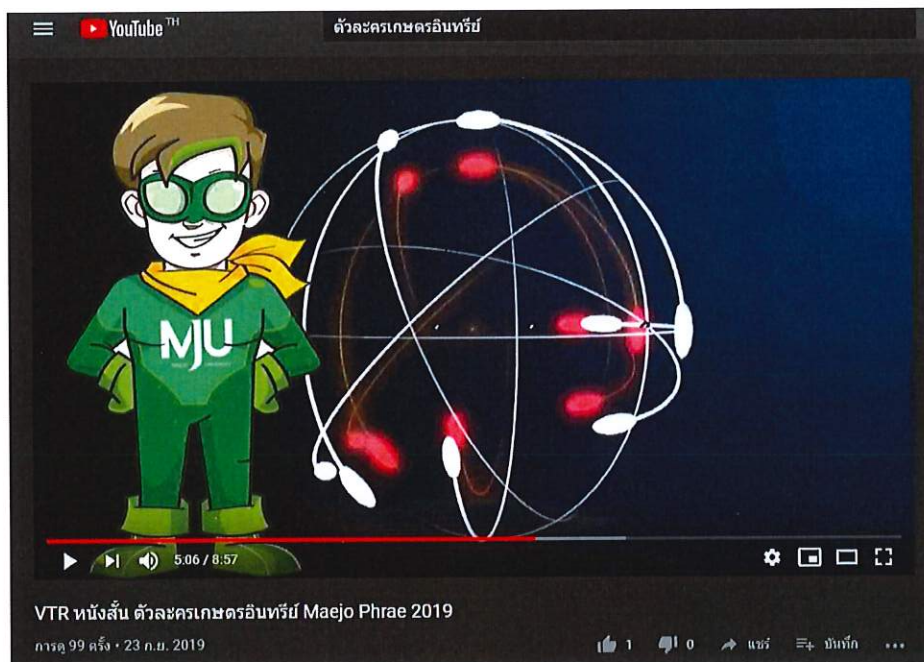 YouTube TH
ตัวละครเกษตรอินทรีย์
MJU
5:06 / 8:57
VTR หนังสั้น ตัวละครเกษตรอินทรีย์ Maejo Phrae 2019
การดู 99 ครั้ง • 23 ก.ย. 2019
1
0
แชร์
บันทึก